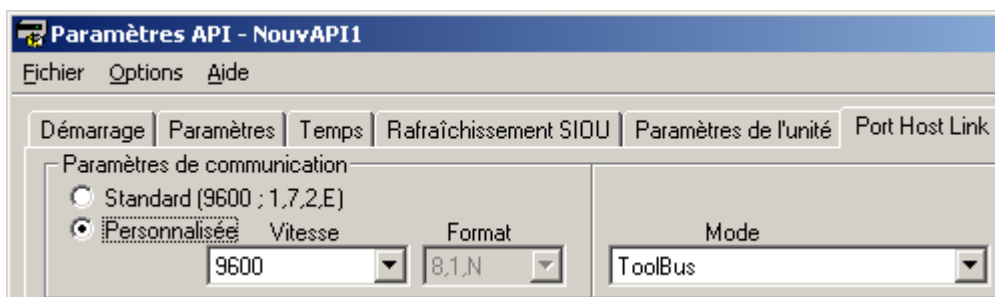 Paramètres API - NouvAPI1
Fichier Options Aide
Démarrage Paramètres Temps Rafraîchissement SIOU Paramètres de l'unité Port Host Link
Paramètres de communication
Standard (9600 ; 1,7,2,E)
Personnalisée Vitesse Format Mode
9600 8,1,N ToolBus